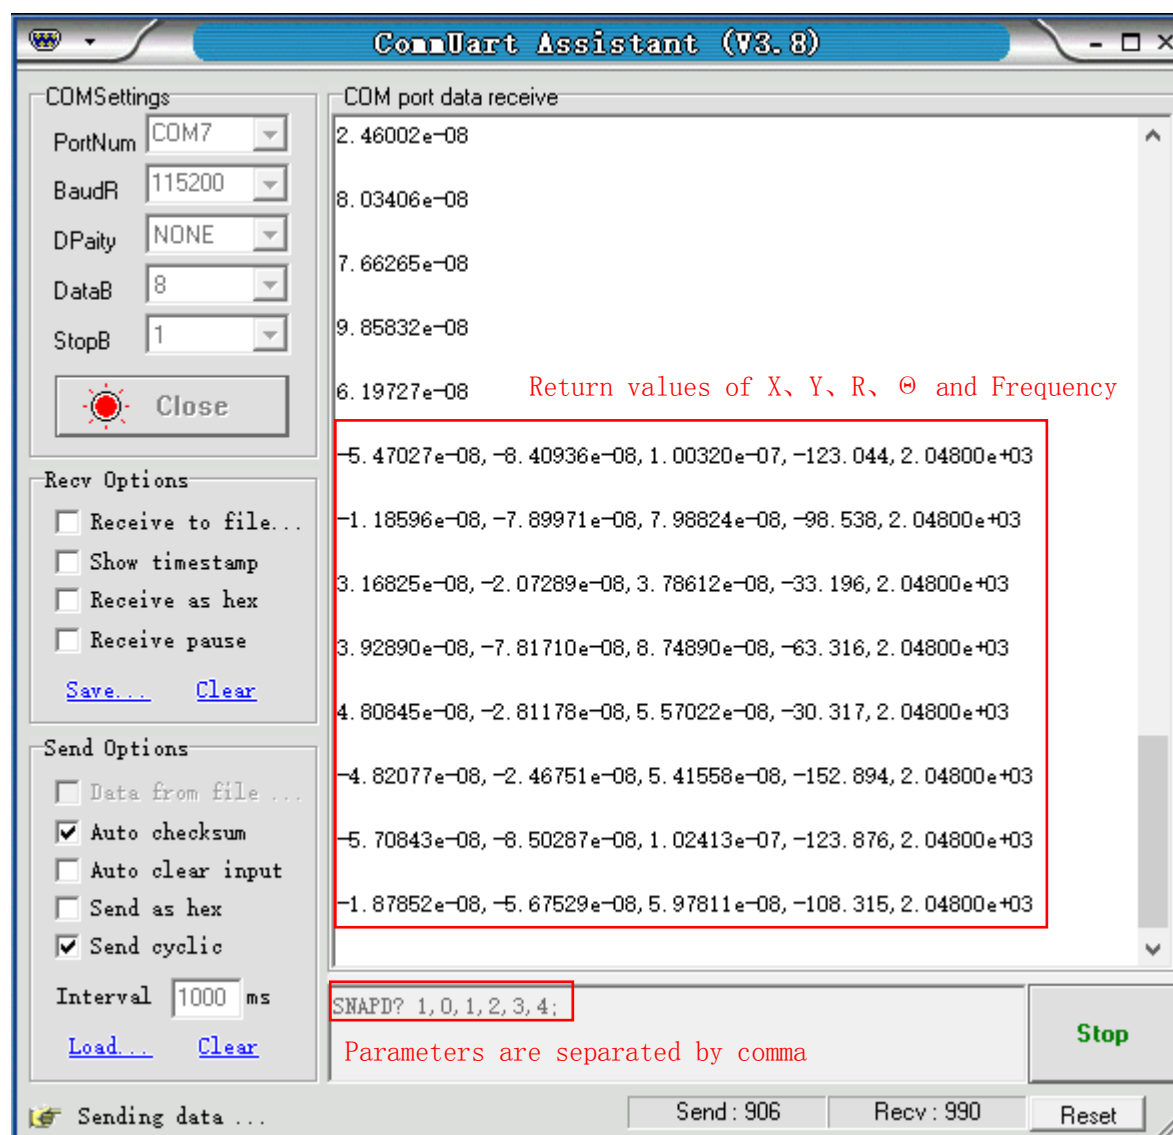 CommUart Assistant (V3.8)
COMSettings
PortNum COM7
BaudR 115200
DPaity NONE
DataB 8
StopB 1
Close
Recv Options
Receive to file...
Show timestamp
Receive as hex
Receive pause
Save... Clear
Send Options
Data from file ...
Auto checksum
Auto clear input
Send as hex
Send cyclic
Interval 1000 ms
Load... Clear
COM port data receive
2.46002e-08
8.03406e-08
7.66265e-08
9.85832e-08
6.19727e-08
Return values of X、Y、R、Θ and Frequency
-5.47027e-08,-8.40936e-08,1.00320e-07,-123.044,2.04800e+03
-1.18596e-08,-7.89971e-08,7.98824e-08,-98.538,2.04800e+03
3.16825e-08,-2.07289e-08,3.78612e-08,-33.196,2.04800e+03
3.92890e-08,-7.81710e-08,8.74890e-08,-63.316,2.04800e+03
4.80845e-08,-2.81178e-08,5.57022e-08,-30.317,2.04800e+03
-4.82077e-08,-2.46751e-08,5.41558e-08,-152.894,2.04800e+03
-5.70843e-08,-8.50287e-08,1.02413e-07,-123.876,2.04800e+03
-1.87852e-08,-5.67529e-08,5.97811e-08,-108.315,2.04800e+03
SNAPD? 1,0,1,2,3,4;
Parameters are separated by comma
Stop
Sending data ...
Send : 906
Recv : 990
Reset